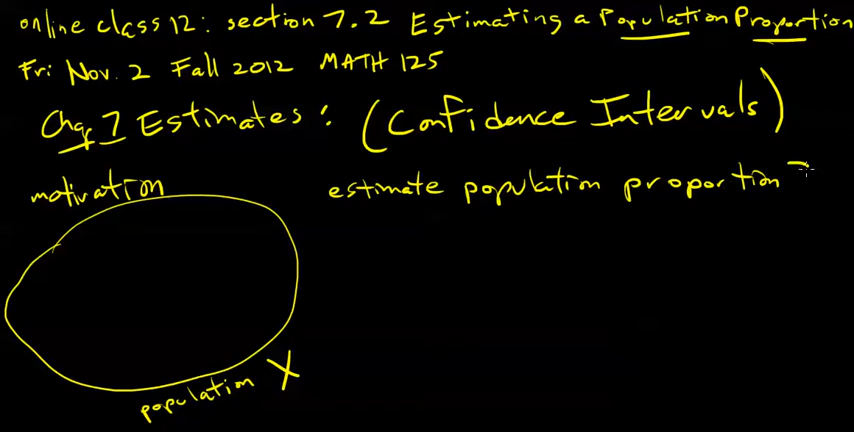 online class 12: section 7.2 Estimating a Population Proportion
Fri Nov. 2 Fall 2012 MATH 125
Chap 7 Estimates: (Confidence Intervals)
motivation
estimate population proportion
population X